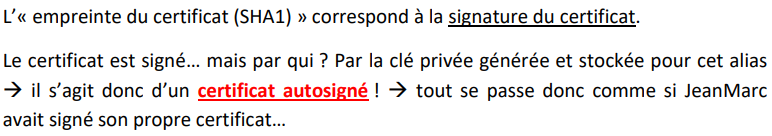 L'« empreinte du certificat (SHA1) » correspond à la signature du certificat.
Le certificat est signé… mais par qui ? Par la clé privée générée et stockée pour cet alias
→ il s'agit donc d'un certificat autosigné ! → tout se passe donc comme si JeanMarc
avait signé son propre certificat…